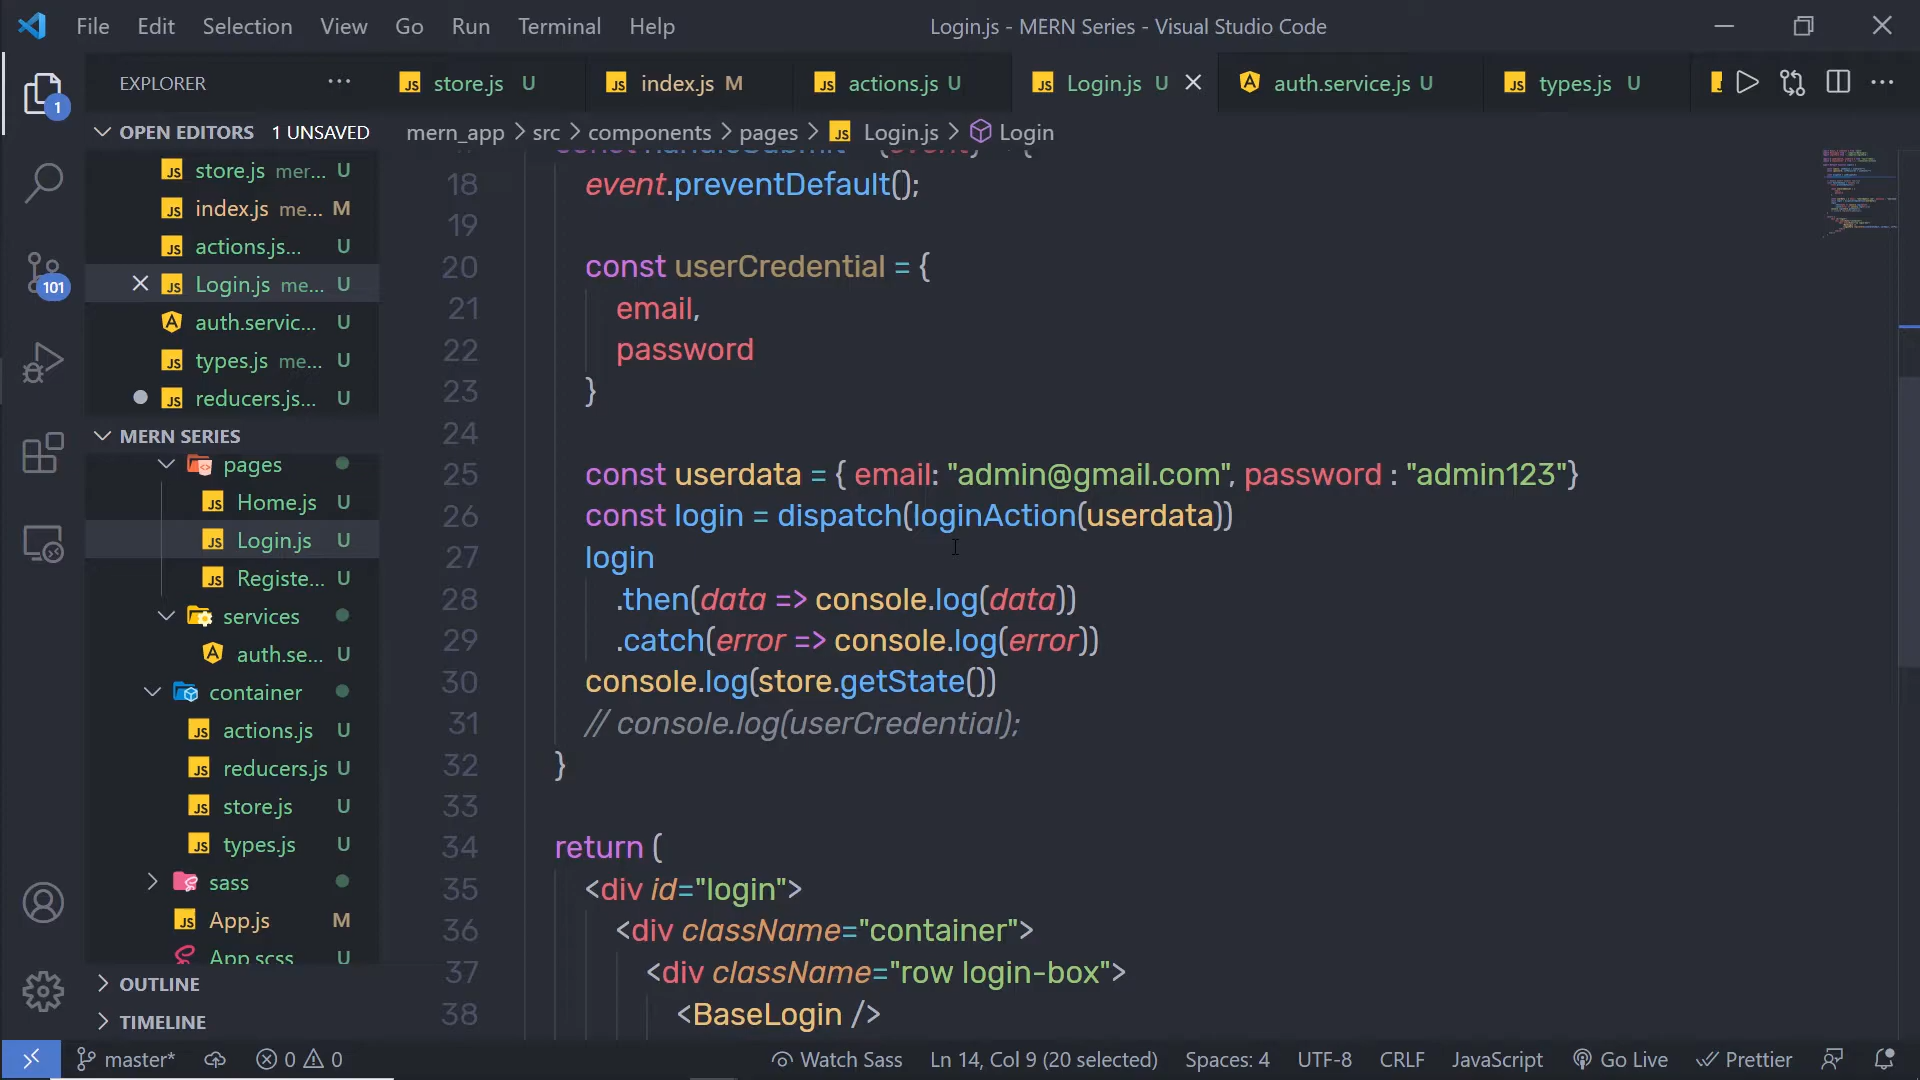 File Edit Selection View Go Run Terminal Help
Login.js - MERN Series - Visual Studio Code
EXPLORER
store.js U
index.js M
actions.js U
Login.js U
auth.service.js U
types.js U
1
OPEN EDITORS 1 UNSAVED
store.js mer... U
index.js me... M
actions.js... U
Login.js me... U
auth.servic... U
types.js me... U
reducers.js... U
101
MERN SERIES
pages
Home.js U
Login.js U
Registe... U
services
auth.se... U
container
actions.js U
reducers.js U
store.js U
types.js U
sass
App.js M
App.scss U
OUTLINE
TIMELINE
mern_app > src > components > pages > Login.js > Login
18 event.preventDefault();
19
20 const userCredential = {
21 email,
22 password
23 }
24
25 const userdata = { email: "admin@gmail.com", password : "admin123"}
26 const login = dispatch(loginAction(userdata))
27 login
28 .then(data => console.log(data))
29 .catch(error => console.log(error))
30 console.log(store.getState())
31 // console.log(userCredential);
32 }
33
34 return (
35 <div id="login">
36 <div className="container">
37 <div className="row login-box">
38 <BaseLogin />
master* 0 0 Watch Sass Ln 14, Col 9 (20 selected) Spaces: 4 UTF-8 CRLF JavaScript Go Live Prettier